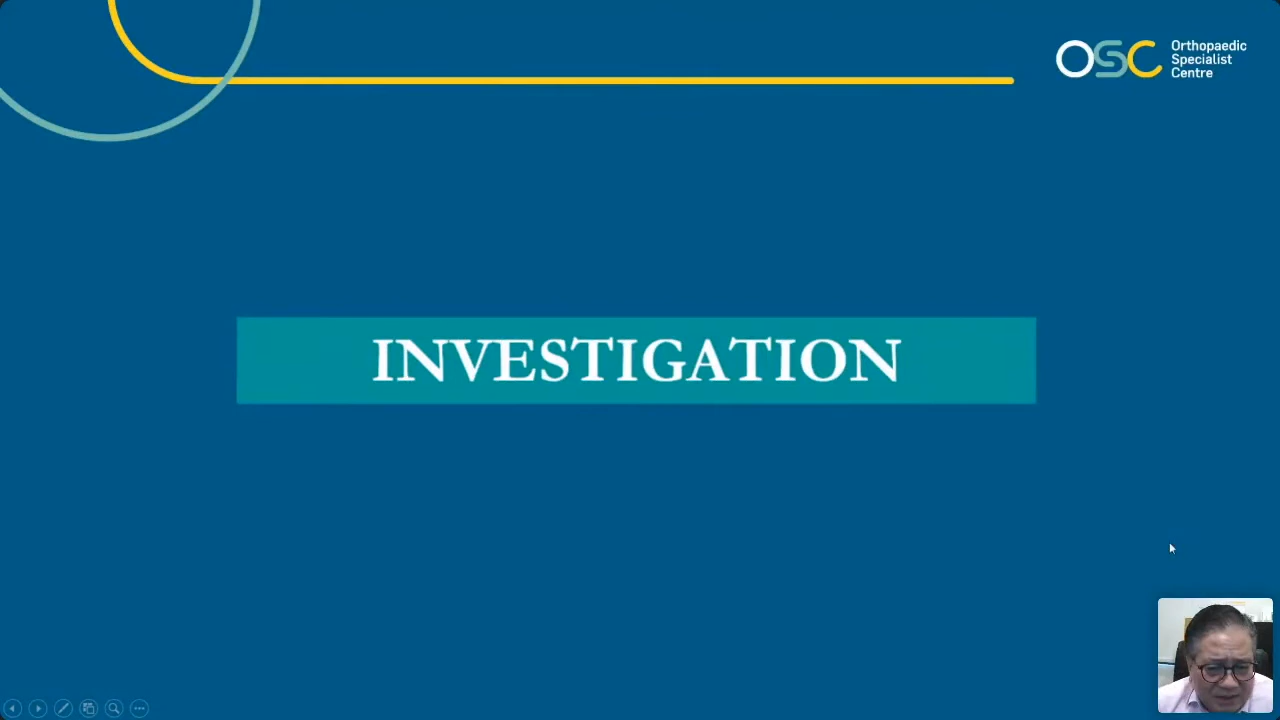 OSC
Orthopaedic
Specialist
Centre
INVESTIGATION